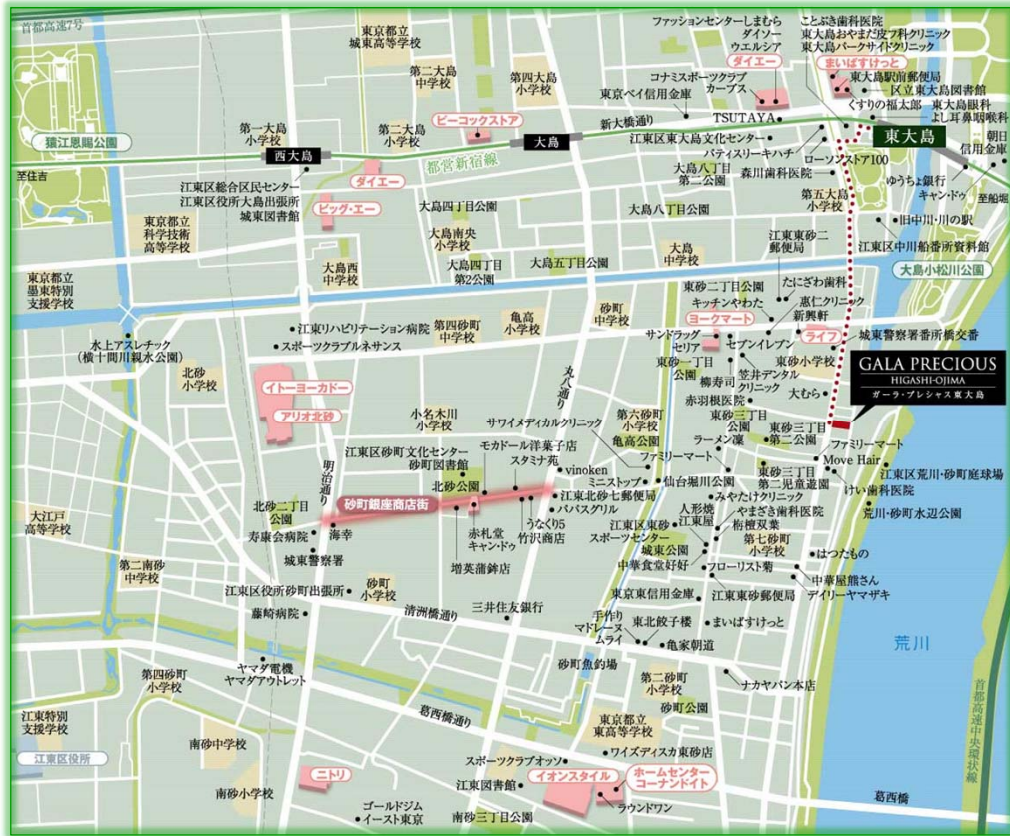 首都高速7号
東京都立
城東高等学校
第二大島
中学校
第四大島
小学校
ファッションセンターしまむら
ダイソー
ウエルシア
ダイエー
ことぶき歯科医院
東大島おやまだ皮フ科クリニック
東大島パークサイドクリニック
まいばすけっと
東大島駅前郵便局
区立東大島図書館
くすりの福太郎
東大島眼科
よし耳鼻咽喉科
コナミスポーツクラブ
カーブス
東京ベイ信用金庫
TSUTAYA
新大橋通り
ピーコックストア
猿江恩賜公園
第一大島
小学校
第二大島
小学校
西大島
大島
東大島
朝日
信用金庫
都営新宿線
江東区東大島文化センター
パティスリーキハチ
ローソンストア100
大島八丁目
第二公園
森川歯科医院
ゆうちょ銀行
キャン・ドゥ
至住吉
至船堀
ダイエー
江東区総合区民センター
江東区役所大島出張所
城東図書館
ビッグ・エー
第五大島
小学校
東京都立
科学技術
高等学校
大島四丁目公園
大島八丁目公園
旧中川・川の駅
江東区中川船番所資料館
大島南央
小学校
大島
中学校
江東東砂二
郵便局
大島西
中学校
大島四丁目
第2公園
大島五丁目公園
大島小松川公園
東京都立
墨東特別
支援学校
東砂二丁目公園
たにざわ歯科
キッチンやわた
恵仁クリニック
新興軒
砂町
中学校
亀高
小学校
第四砂町
中学校
江東リハビリテーション病院
スポーツクラブルネサンス
水上アスレチック
(横十間川親水公園)
ヨークマート
サンドラッグ
セリア
セブンイレブン
ライフ
城東警察署番所橋交番
東砂一丁目
公園
東砂小学校
笠井デンタル
クリニック
柳寿司
赤羽根医院
大むら
GALA PRECIOUS
HIGASHI-OJIMA
ガーラ・プレシャス東大島
北砂
小学校
イトーヨーカドー
アリオ北砂
丸八通り
小名木川
小学校
サワイメディカルクリニック
第六砂町
小学校
亀高公園
東砂三丁目
公園
東砂三丁目
第二公園
ラーメン凜
ファミリーマート
ファミリーマート
Move Hair
江東区荒川・砂町庭球場
江東区砂町文化センター
砂町図書館
モカドール洋菓子店
スタミナ苑
vinoken
ミニストップ
仙台堀川公園
東砂三丁目
第二児童遊園
けい歯科医院
荒川・砂町水辺公園
明治通り
北砂公園
砂町銀座商店街
江東北砂七郵便局
パパスグリル
みやたけクリニック
人形焼
江東屋
やまざき歯科医院
栴檀双葉
大江戸
高等学校
北砂二丁目
公園
寿康会病院
海幸
城東警察署
赤札堂
キャン・ドゥ
うなくり5
竹沢商店
増英蒲鉾店
江東区東砂
スポーツセンター
城東公園
中華食堂好好
第七砂町
小学校
はつたもの
フローリスト菊
中華屋熊さん
デイリーヤマザキ
第二南砂
中学校
江東区役所砂町出張所
砂町
小学校
清洲橋通り
三井住友銀行
東京東信用金庫
江東東砂郵便局
藤崎病院
手作り
マドレーヌ
ムライ
東北餃子楼
まいばすけっと
亀家朝道
荒川
ヤマダ電機
ヤマダアウトレット
砂町魚釣場
第二砂町
小学校
ナカヤパン本店
砂町公園
第四砂町
小学校
葛西橋通り
東京都立
東高等学校
首都高速中央環状線
江東特別
支援学校
江東区役所
南砂中学校
ワイズディスカ東砂店
スポーツクラブオッソ
ニトリ
江東図書館
イオンスタイル
ホームセンター
コーナンドイト
ラウンドワン
葛西橋
南砂小学校
ゴールドジム
イースト東京
南砂三丁目公園